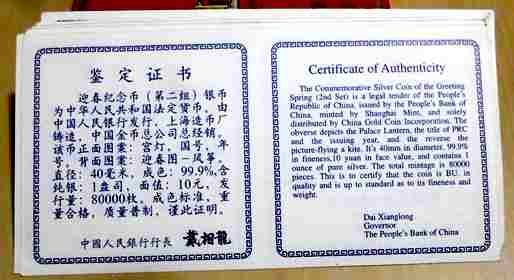 鉴定证书
迎春纪念币（第二组）银币
为中华人民共和国法定货币，由
中国人民银行发行，上海造币厂
铸造，中国金币总公司总经销。
该币正面图案：宫灯、国号、年
号，背面图案：迎春图－风筝，
直径：40毫米，成色：99.9%，含
纯银：1盎司，面值：10元，发
行量：80000枚，成色标准，重
量合格，质量普制，谨此证明。
中國人民銀行行長 戴相龍
Certificate of Authenticity
The Commemorative Silver Coin of the Greeting
Spring (2nd Set) is a legal tender of the People's
Republic of China, issued by the People's Bank of
China, minted by Shanghai Mint, and solely
distributed by China Gold Coin Incorporation. The
obverse depicts the Palace Lantern, the title of PRC
and the issuing year, and the reverse the
picture-flying a kite. It's 40mm in diameter, 99.9%
in fineness,10 yuan in face value, and contains 1
ounce of pure silver. The total mintage is 80000
pieces. This is to certify that the coin is BU. in
quality and is up to standard as to its fineness and
weight.
Dai Xianglong
Governor
The People's Bank of China